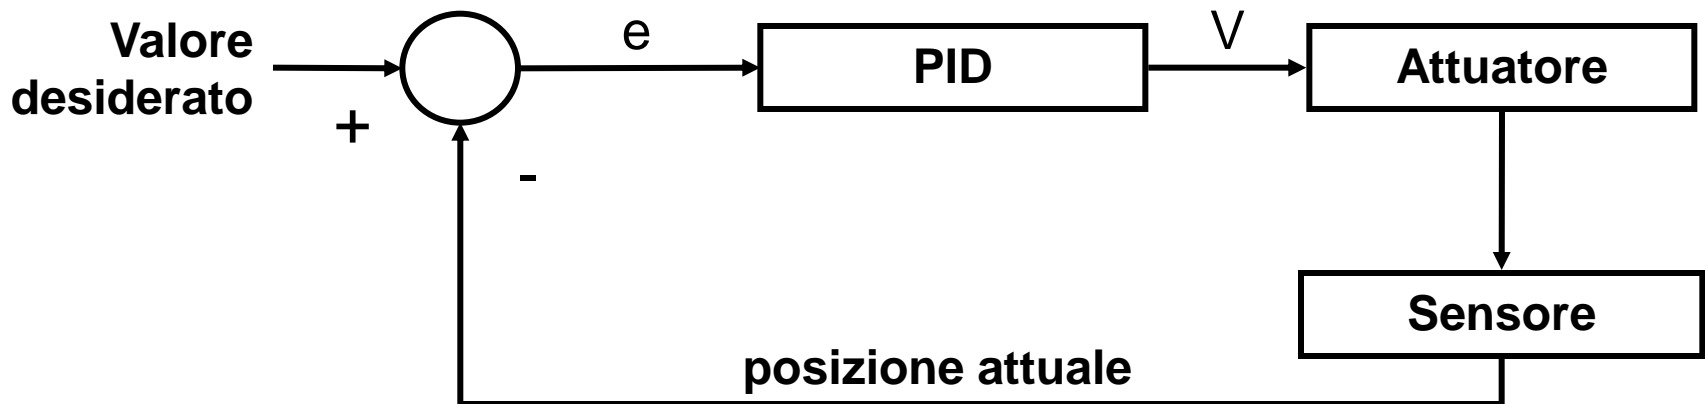 Valore
desiderato
+
-
e
PID
V
Attuatore
Sensore
posizione attuale